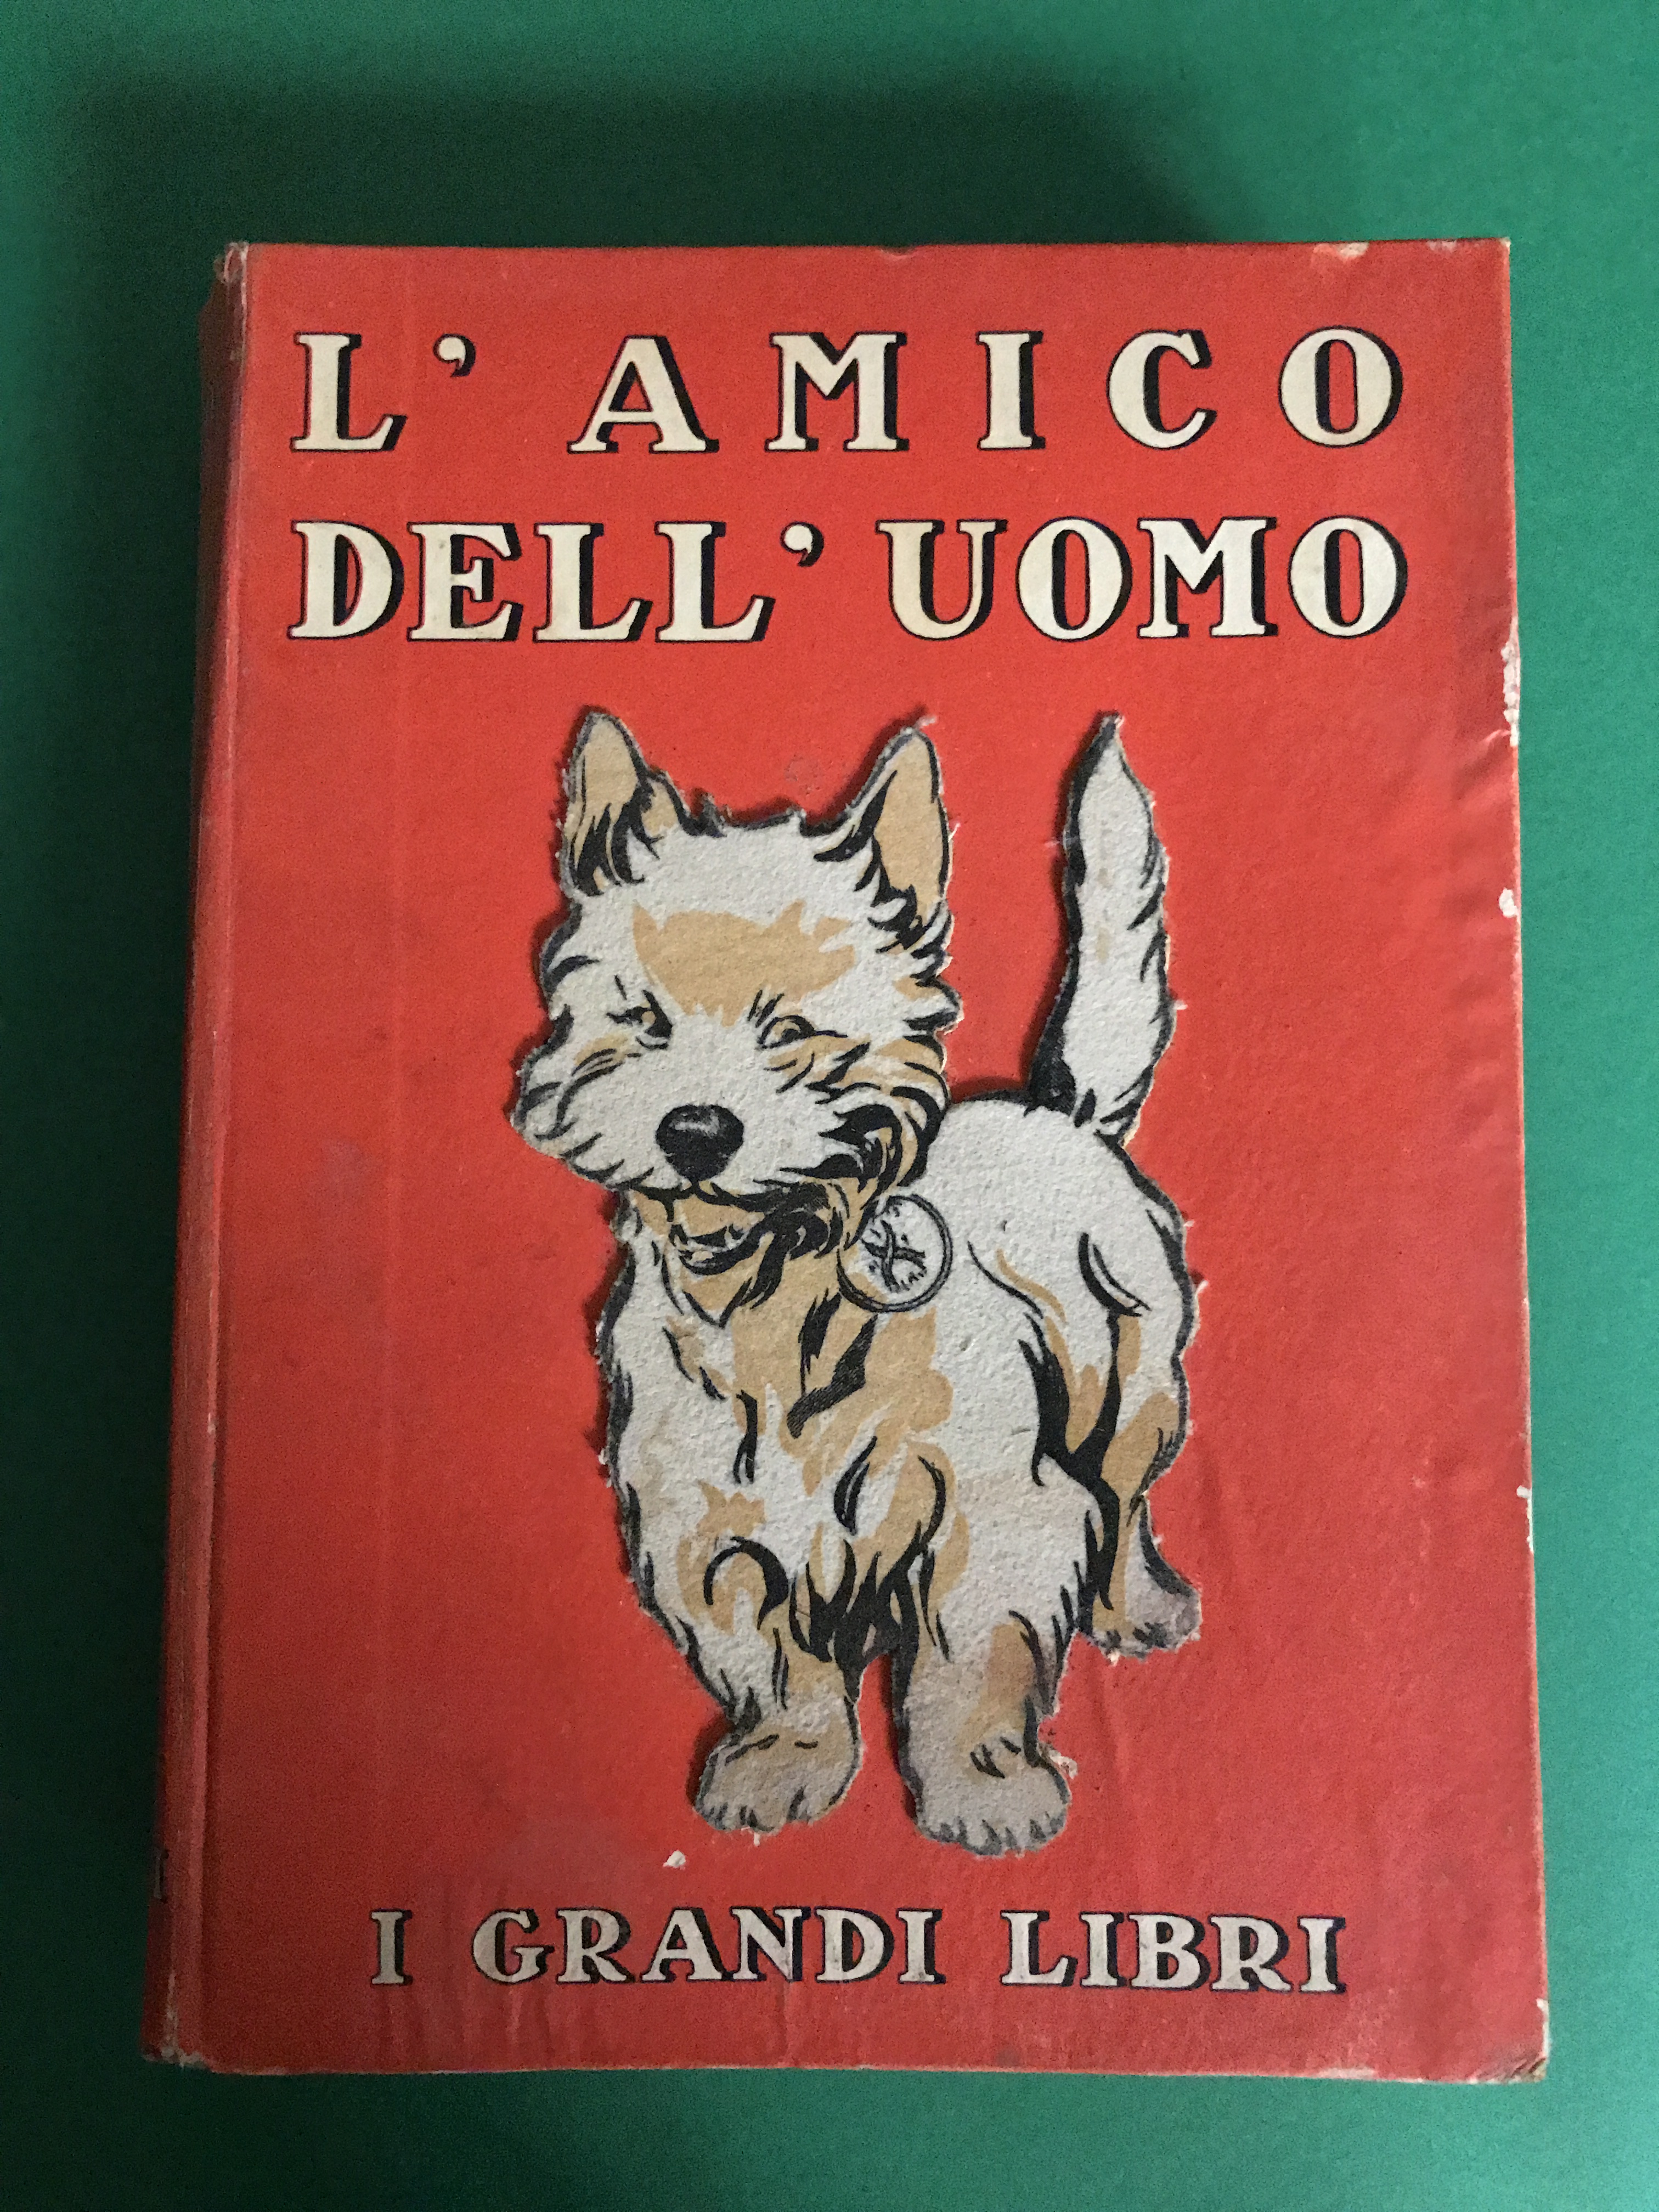 L' AMICO
DELL' UOMO
I GRANDI LIBRI